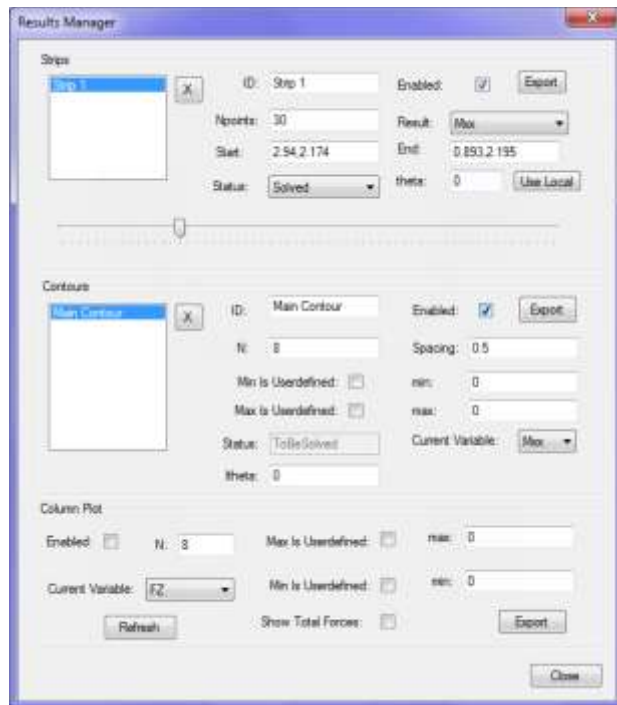 Results Manager
Strips
Strip 1
X
ID: Strip 1
Enabled:
Export
Npoints: 30
Result: Mxx
Start: 2.94,2.174
End: 0.893,2.195
Status: Solved
theta: 0
Use Local
Contours
Main Contour
X
ID: Main Contour
Enabled:
Export
N: 8
Spacing: 0.5
Min Is Userdefined:
min: 0
Max Is Userdefined:
max: 0
Status: ToBeSolved
Current Variable: Mxx
ltheta: 0
Column Plot
Enabled
N: 8
Max Is Userdefined:
max: 0
Current Variable: FZ
Min Is Userdefined:
min: 0
Refresh
Show Total Forces:
Export
Close